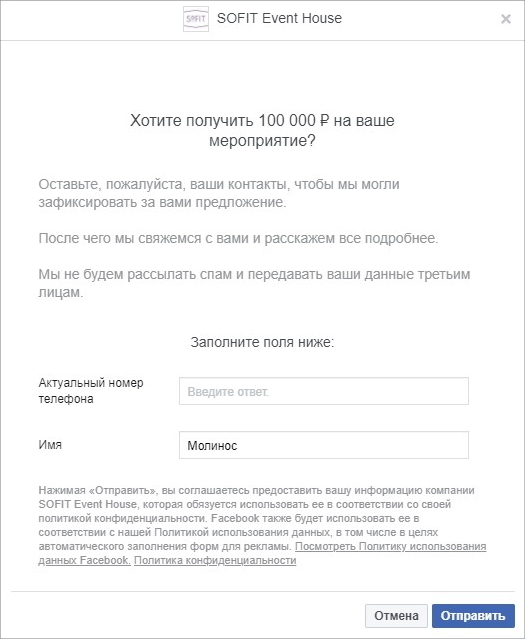 SOFIT
SOFIT Event House
×
Хотите получить 100 000 ₽ на ваше
мероприятие?
Оставьте, пожалуйста, ваши контакты, чтобы мы могли
зафиксировать за вами предложение.
После чего мы свяжемся с вами и расскажем все подробнее.
Мы не будем рассылать спам и передавать ваши данные третьим
лицам.
Заполните поля ниже:
Актуальный номер
телефона
Введите ответ.
Имя
Молинос
Нажимая «Отправить», вы соглашаетесь предоставить вашу информацию компании
SOFIT Event House, которая обязуется использовать ее в соответствии со своей
политикой конфиденциальности. Facebook также будет использовать ее в
соответствии с нашей Политикой использования данных, в том числе в целях
автоматического заполнения форм для рекламы. Посмотреть Политику использования
данных Facebook. Политика конфиденциальности
Отмена
Отправить